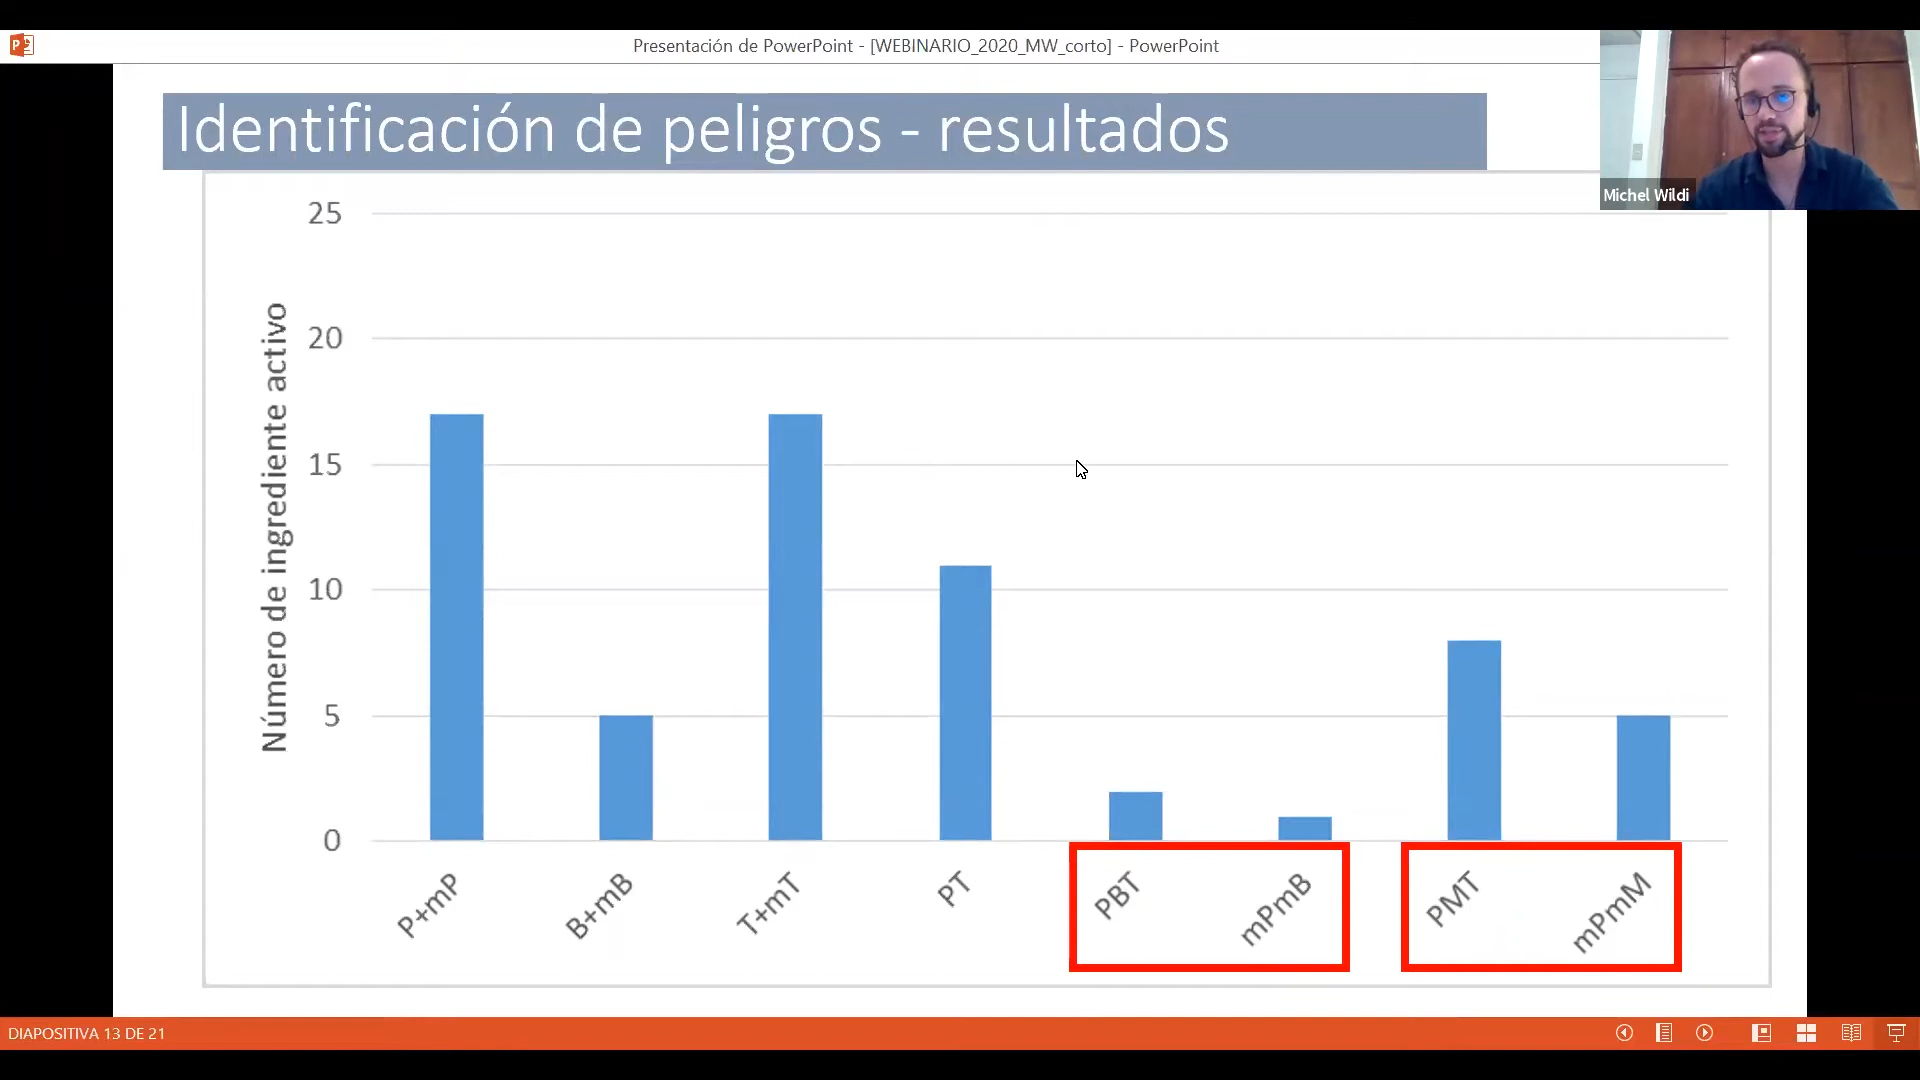 Presentación de PowerPoint - [WEBINARIO_2020_MW_corto] - PowerPoint
Identificación de peligros - resultados
Michel Wildi
Número de ingrediente activo
25
20
15
10
5
0
P+mP
B+mB
T+mT
PT
PBT
mPmB
PMT
mPmM
DIAPOSITIVA 13 DE 21